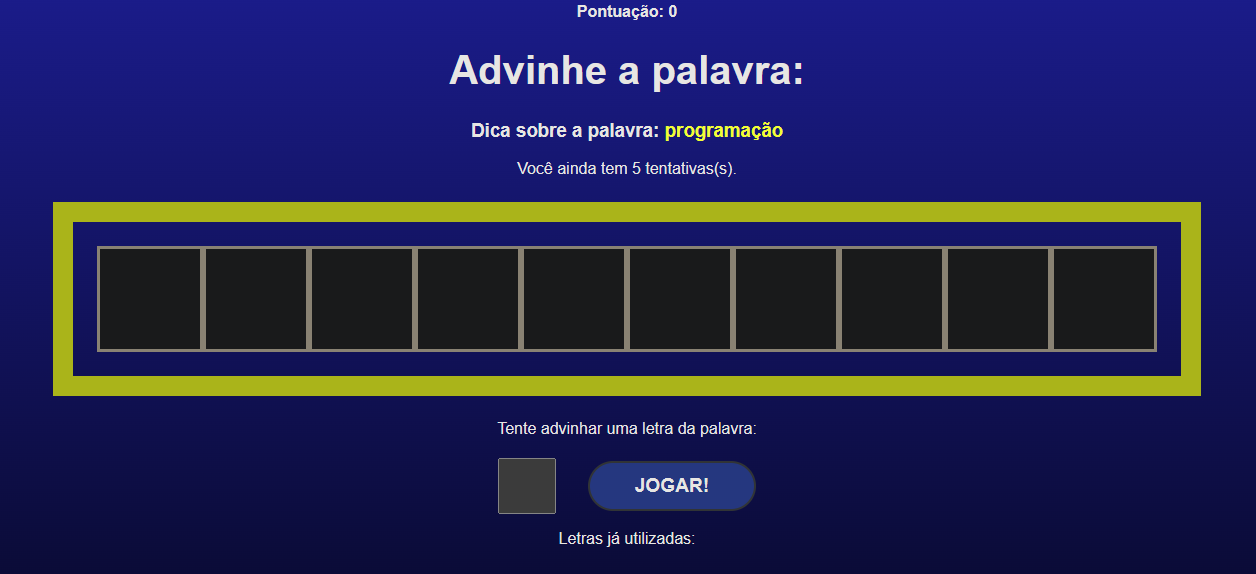 Pontuação: 0
Advinhe a palavra:
Dica sobre a palavra: programação
Você ainda tem 5 tentativas(s).
Tente advinhar uma letra da palavra:
JOGAR!
Letras já utilizadas: